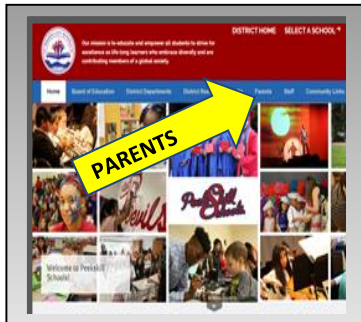 DISTRICT HOME SELECT A SCHOOL
Our mission is to educate and empower all students to strive for
excellence as life-long learners who embrace diversity and are
contributing members of a global society.
Home Board of Education District Departments District Parents Staff Community Links
PARENTS
Devils
Peekskill
Schools
Welcome to Peekskill
Schools!